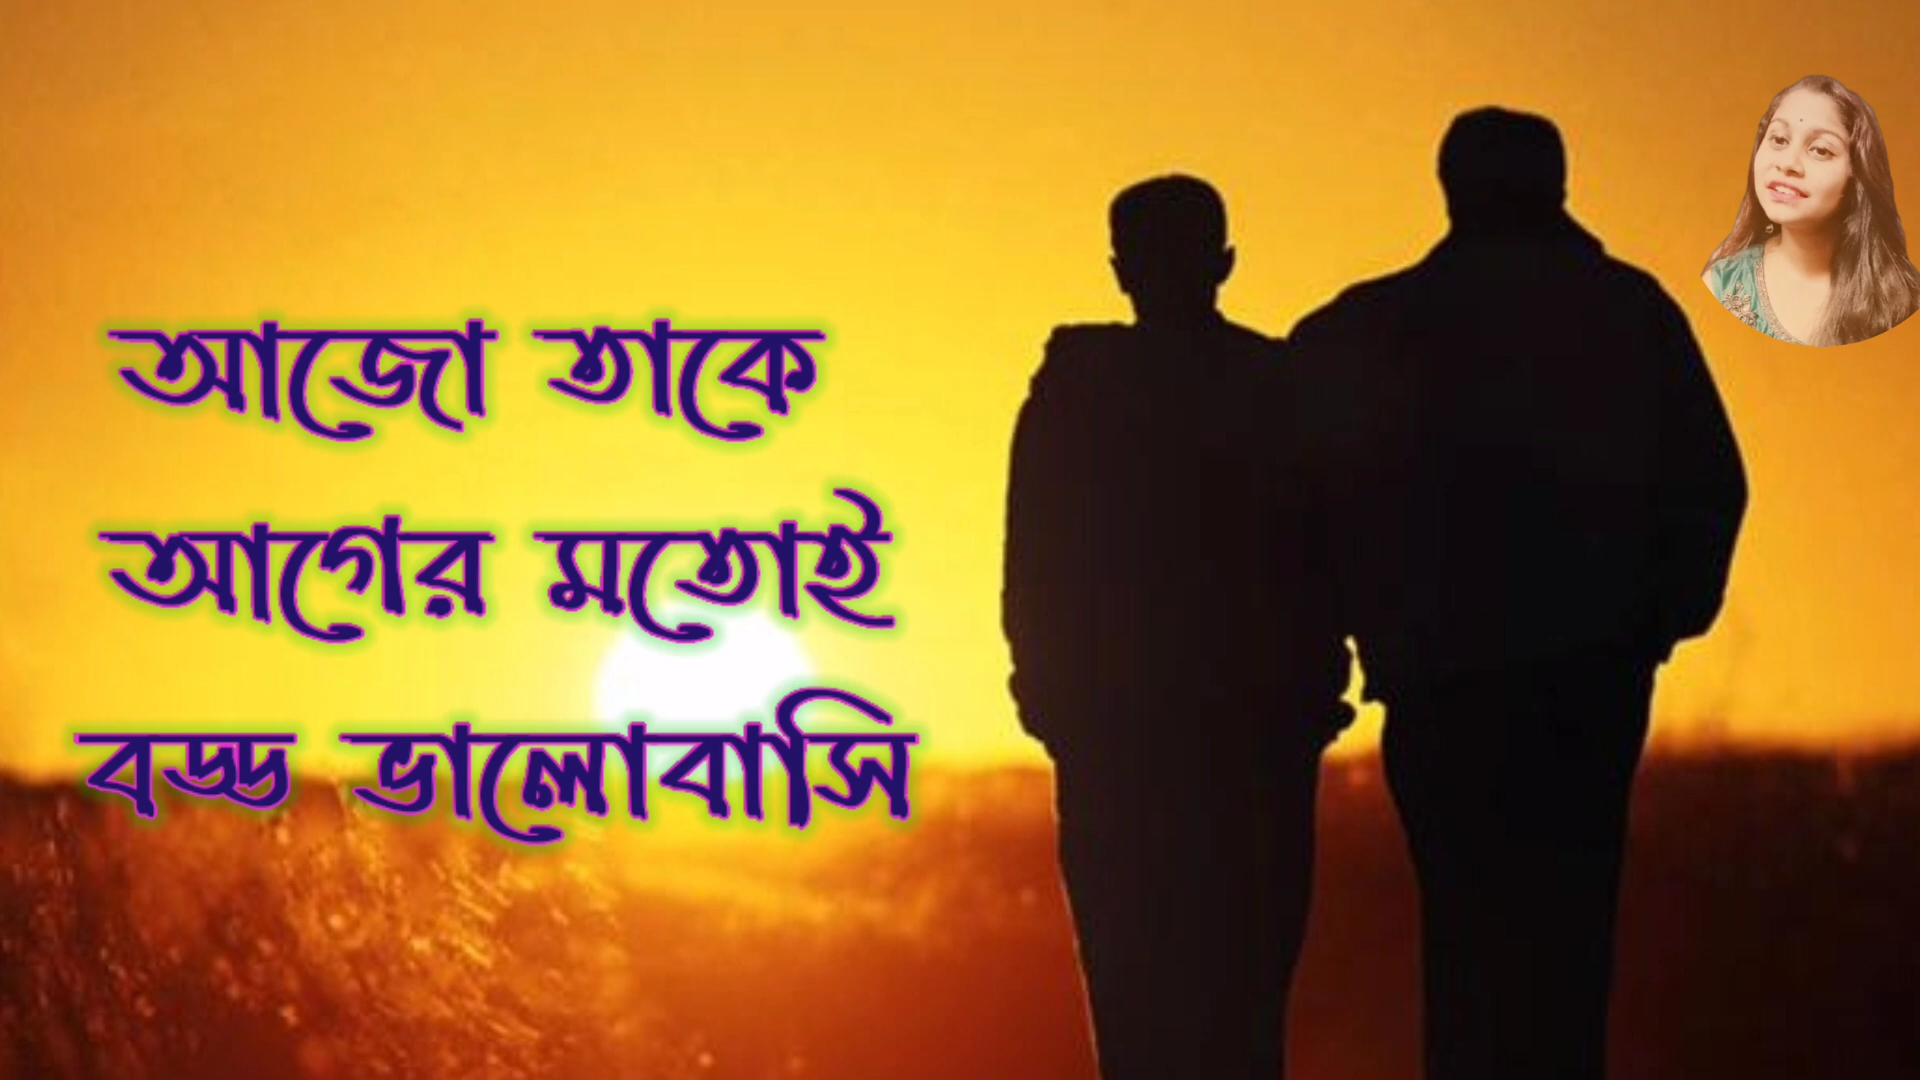 আজো তাকে
আগের মতোই
বড্ড ভালোবাসি